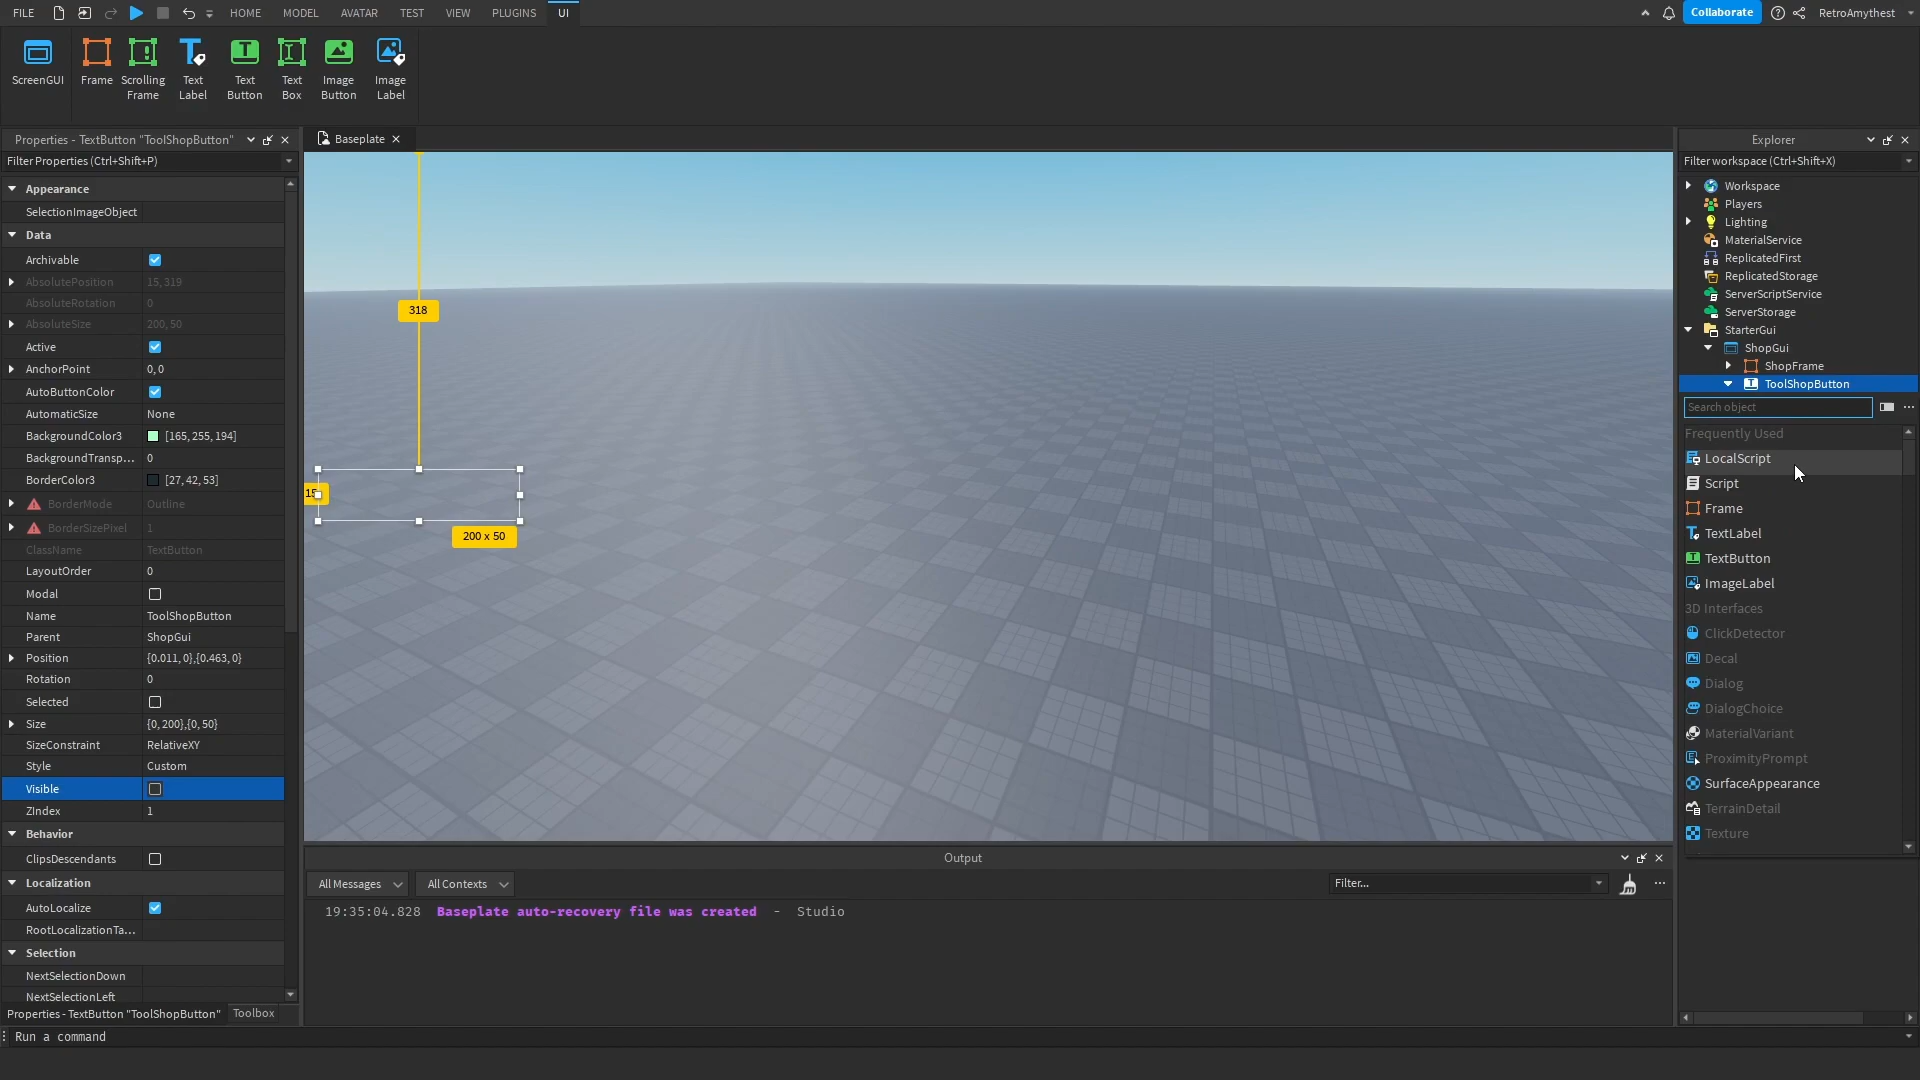 FILE
HOME
MODEL
AVATAR
TEST
VIEW
PLUGINS
UI
Collaborate
RetroAmythest
ScreenGUI
Frame
Scrolling
Frame
Text
Label
Text
Button
Text
Box
Image
Button
Image
Label
Properties - TextButton "ToolShopButton"
Filter Properties (Ctrl+Shift+P)
Appearance
SelectionImageObject
Data
Archivable
AbsolutePosition 15, 319
AbsoluteRotation 0
AbsoluteSize 200, 50
Active
AnchorPoint 0, 0
AutoButtonColor
AutomaticSize None
BackgroundColor3 [165, 255, 194]
BackgroundTransp... 0
BorderColor3 [27, 42, 53]
BorderMode Outline
BorderSizePixel 1
ClassName TextButton
LayoutOrder 0
Modal
Name ToolShopButton
Parent ShopGui
Position {0.011, 0},{0.463, 0}
Rotation 0
Selected
Size {0, 200},{0, 50}
SizeConstraint RelativeXY
Style Custom
Visible
ZIndex 1
Behavior
ClipsDescendants
Localization
AutoLocalize
RootLocalizationTa...
Selection
NextSelectionDown
NextSelectionLeft
Properties - TextButton "ToolShopButton"
Toolbox
Run a command
Baseplate
318
15
200 x 50
Output
All Messages
All Contexts
Filter...
19:35:04.828 Baseplate auto-recovery file was created - Studio
Explorer
Filter workspace (Ctrl+Shift+X)
Workspace
Players
Lighting
MaterialService
ReplicatedFirst
ReplicatedStorage
ServerScriptService
ServerStorage
StarterGui
ShopGui
ShopFrame
ToolShopButton
Search object
Frequently Used
LocalScript
Script
Frame
TextLabel
TextButton
ImageLabel
3D Interfaces
ClickDetector
Decal
Dialog
DialogChoice
MaterialVariant
ProximityPrompt
SurfaceAppearance
TerrainDetail
Texture